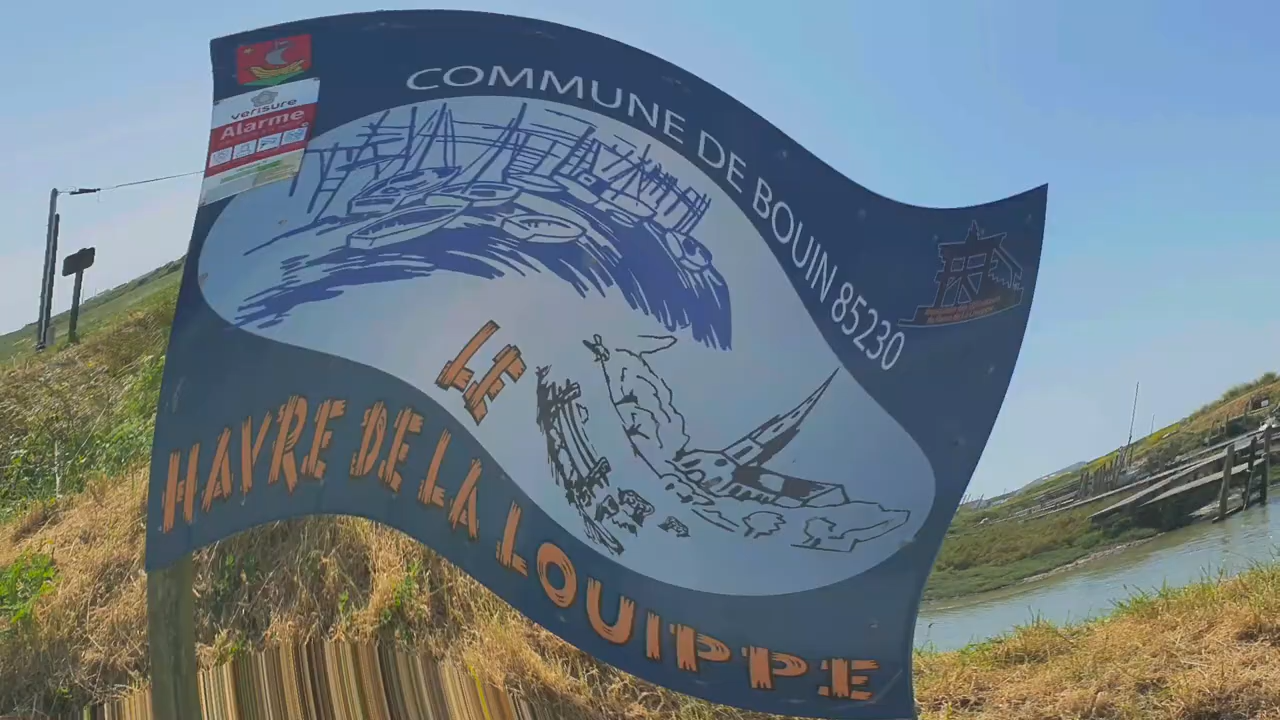 COMMUNE DE BOUIN 85230
verisure
Alarme
LE
HAVRE DE LA LOUIPPE